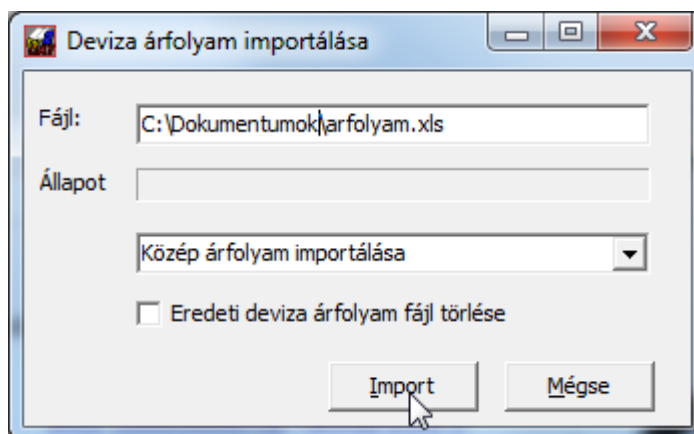 Deviza árfolyam importálása
Fájl:
C:\Dokumentumok\arfolyam.xls
Állapot
Közép árfolyam importálása
Eredeti deviza árfolyam fájl törlése
Import
Mégse